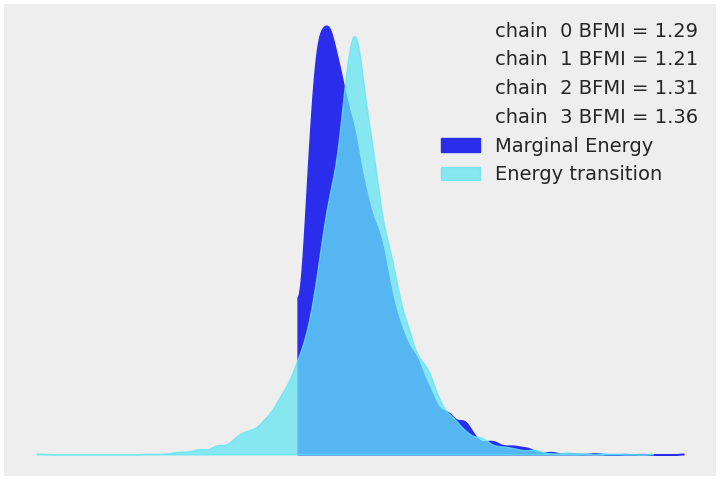 chain  0 BFMI = 1.29
chain  1 BFMI = 1.21
chain  2 BFMI = 1.31
chain  3 BFMI = 1.36
Marginal Energy
Energy transition